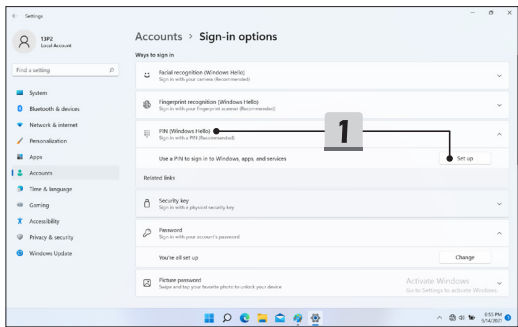 Settings
13P2
Local Account
Find a setting
System
Bluetooth & devices
Network & internet
Personalization
Apps
Accounts
Time & language
Gaming
Accessibility
Privacy & security
Windows Update
Accounts > Sign-in options
Ways to sign in
Facial recognition (Windows Hello)
Sign in with your camera (Recommended)
Fingerprint recognition (Windows Hello)
Sign in with your fingerprint scanner (Recommended)
PIN (Windows Hello)
Sign in with a PIN (Recommended)
1
Use a PIN to sign in to Windows, apps, and services
Set up
Related links
Security key
Sign in with a physical security key
Password
Sign in with your account's password
You're all set up
Change
Picture password
Swipe and tap your favorite photo to unlock your device
Activate Windows
Go to Settings to activate Windows.
6:55 PM
5/14/2021